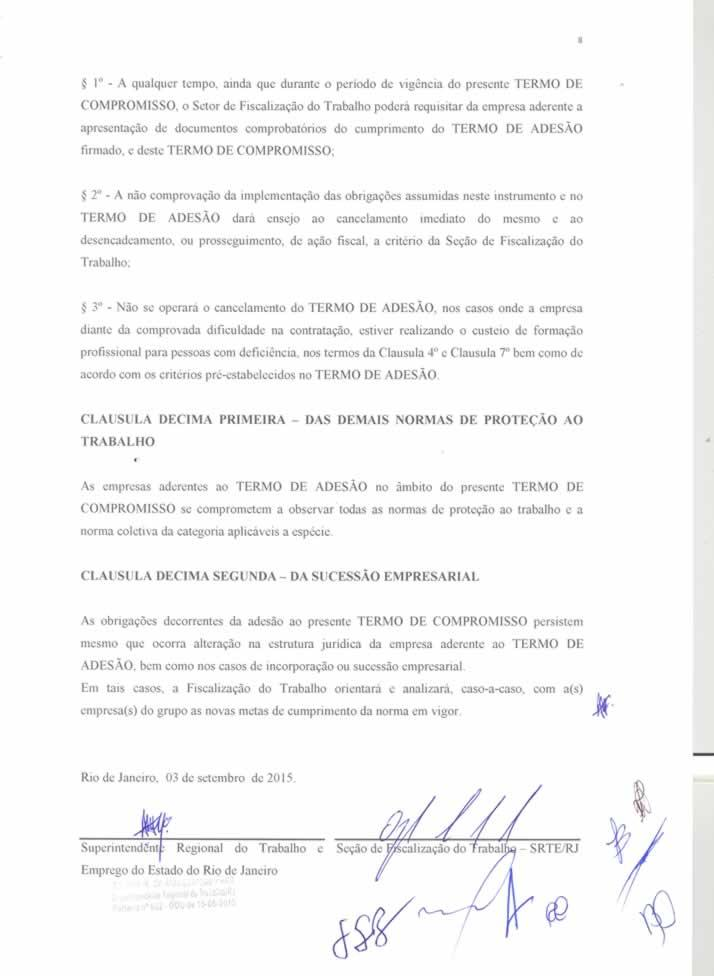 8
§ 1º - A qualquer tempo, ainda que durante o período de vigência do presente TERMO DE
COMPROMISSO, o Setor de Fiscalização do Trabalho poderá requisitar da empresa aderente a
apresentação de documentos comprobatórios do cumprimento do TERMO DE ADESÃO
firmado, e deste TERMO DE COMPROMISSO;
§ 2º - A não comprovação da implementação das obrigações assumidas neste instrumento e no
TERMO DE ADESÃO dará ensejo ao cancelamento imediato do mesmo e ao
desencadeamento, ou prosseguimento, de ação fiscal, a critério da Seção de Fiscalização do
Trabalho;
§ 3º - Não se operará o cancelamento do TERMO DE ADESÃO, nos casos onde a empresa
diante da comprovada dificuldade na contratação, estiver realizando o custeio de formação
profissional para pessoas com deficiência, nos termos da Clausula 4º e Clausula 7º bem como de
acordo com os critérios pré-estabelecidos no TERMO DE ADESÃO.
CLAUSULA DECIMA PRIMEIRA – DAS DEMAIS NORMAS DE PROTEÇÃO AO
TRABALHO
As empresas aderentes ao TERMO DE ADESÃO no âmbito do presente TERMO DE
COMPROMISSO se comprometem a observar todas as normas de proteção ao trabalho e a
norma coletiva da categoria aplicáveis a espécie.
CLAUSULA DECIMA SEGUNDA – DA SUCESSÃO EMPRESARIAL
As obrigações decorrentes da adesão ao presente TERMO DE COMPROMISSO persistem
mesmo que ocorra alteração na estrutura jurídica da empresa aderente ao TERMO DE
ADESÃO, bem como nos casos de incorporação ou sucessão empresarial.
Em tais casos, a Fiscalização do Trabalho orientará e analizará, caso-a-caso, com a(s)
empresa(s) do grupo as novas metas de cumprimento da norma em vigor.
Rio de Janeiro, 03 de setembro de 2015.
Superintendente Regional do Trabalho e
Emprego do Estado do Rio de Janeiro
Seção de Fiscalização do Trabalho – SRTE/RJ